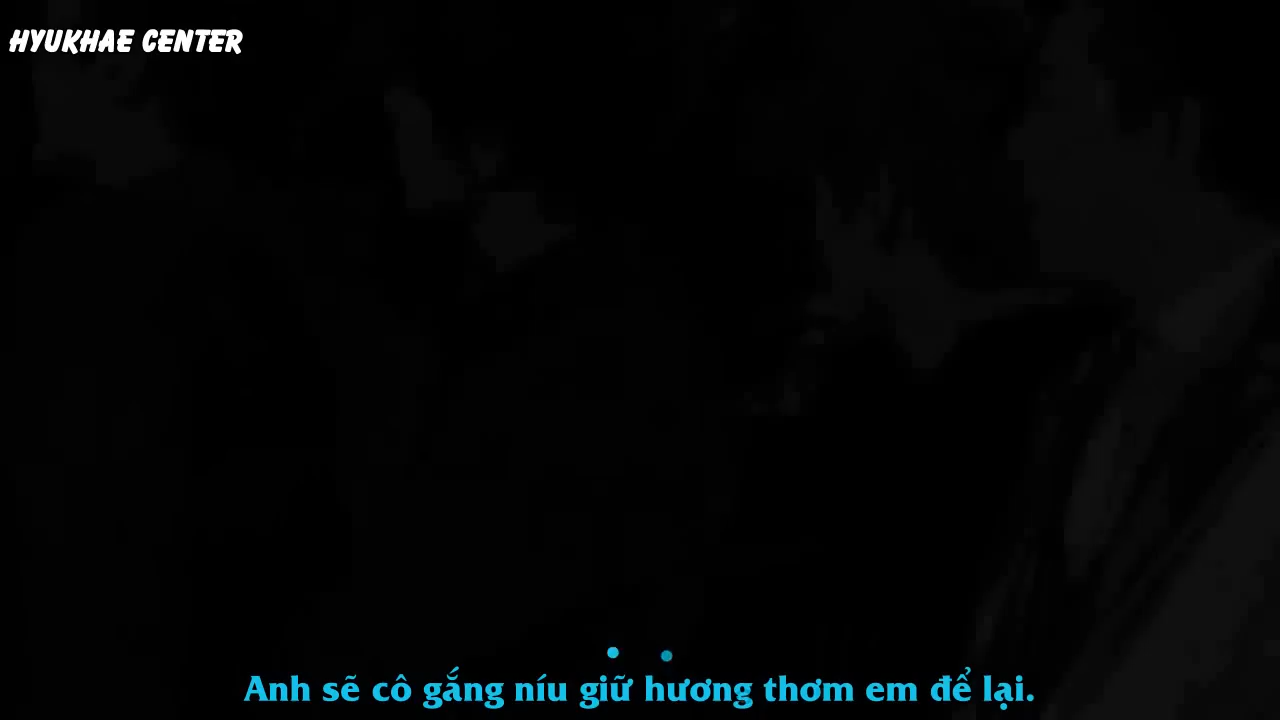 HYUKHAE CENTER
Anh sẽ cô gắng níu giữ hương thơm em để lại.